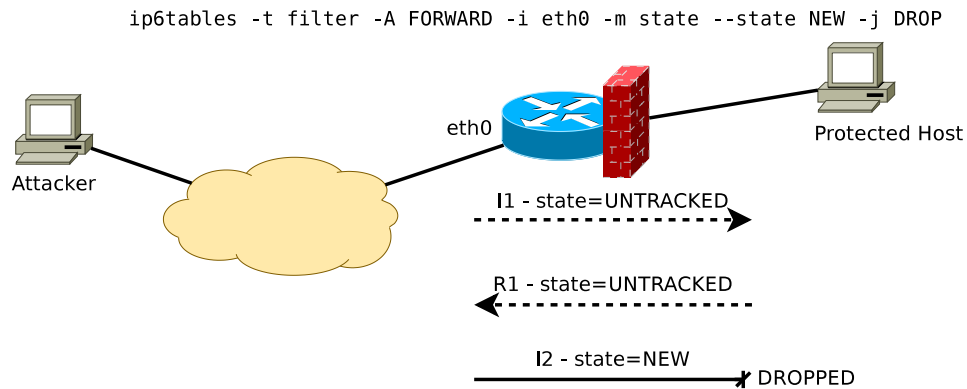 ip6tables -t filter -A FORWARD -i eth0 -m state --state NEW -j DROP
eth0
Protected Host
Attacker
I1 - state=UNTRACKED
R1 - state=UNTRACKED
I2 - state=NEW
DROPPED